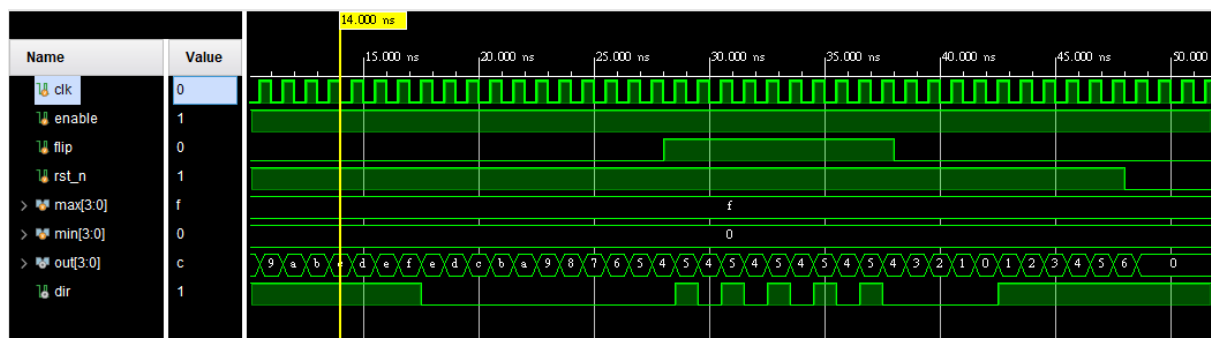 14.000 ns
Name Value
15.000 ns 20.000 ns 25.000 ns 30.000 ns 35.000 ns 40.000 ns 45.000 ns 50.000
clk 0
enable 1
flip 0
rst_n 1
max[3:0] f f
min[3:0] 0 0
out[3:0] c 9 a b c d e f e d c b a 9 8 7 6 5 4 5 4 5 4 5 4 5 4 5 4 3 2 1 0 1 2 3 4 5 6 0
dir 1